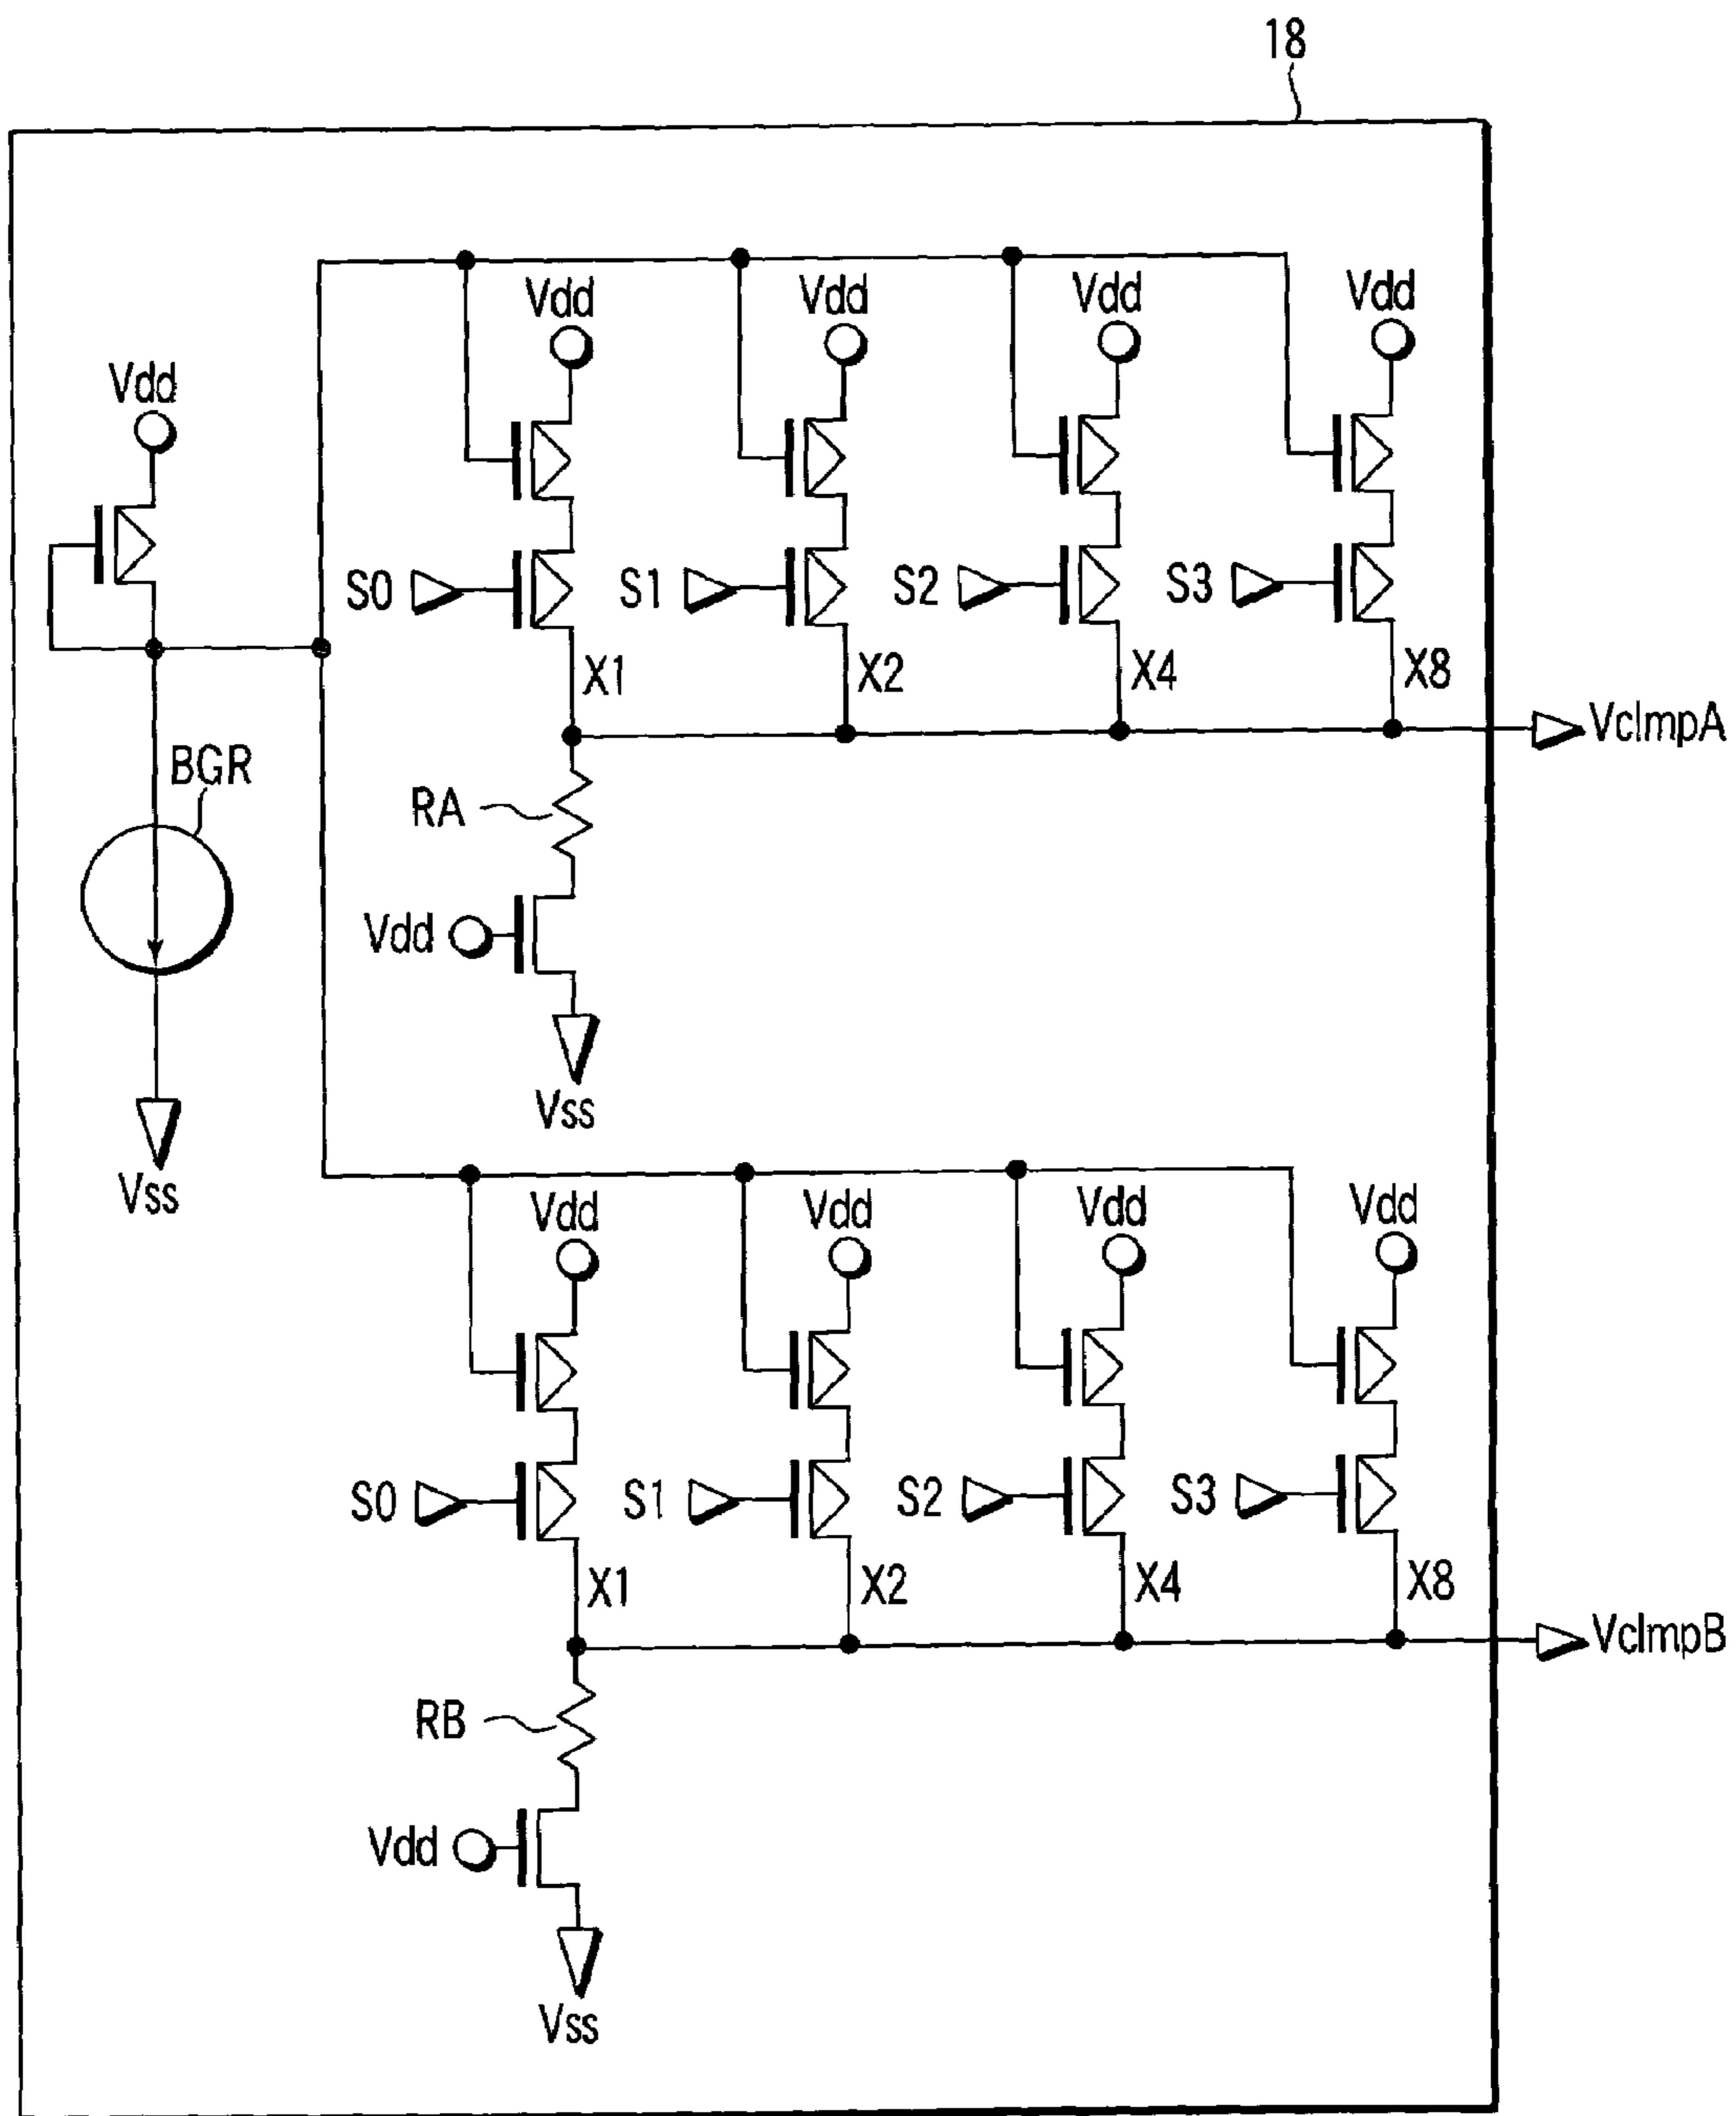 18
Vdd Vdd Vdd Vdd
Vdd
S0 S1 S2 S3
X1 X2 X4 X8
VclmpA
BGR
RA
Vdd
Vss
Vss
Vdd Vdd Vdd Vdd
S0 S1 S2 S3
X1 X2 X4 X8
VclmpB
RB
Vdd
Vss